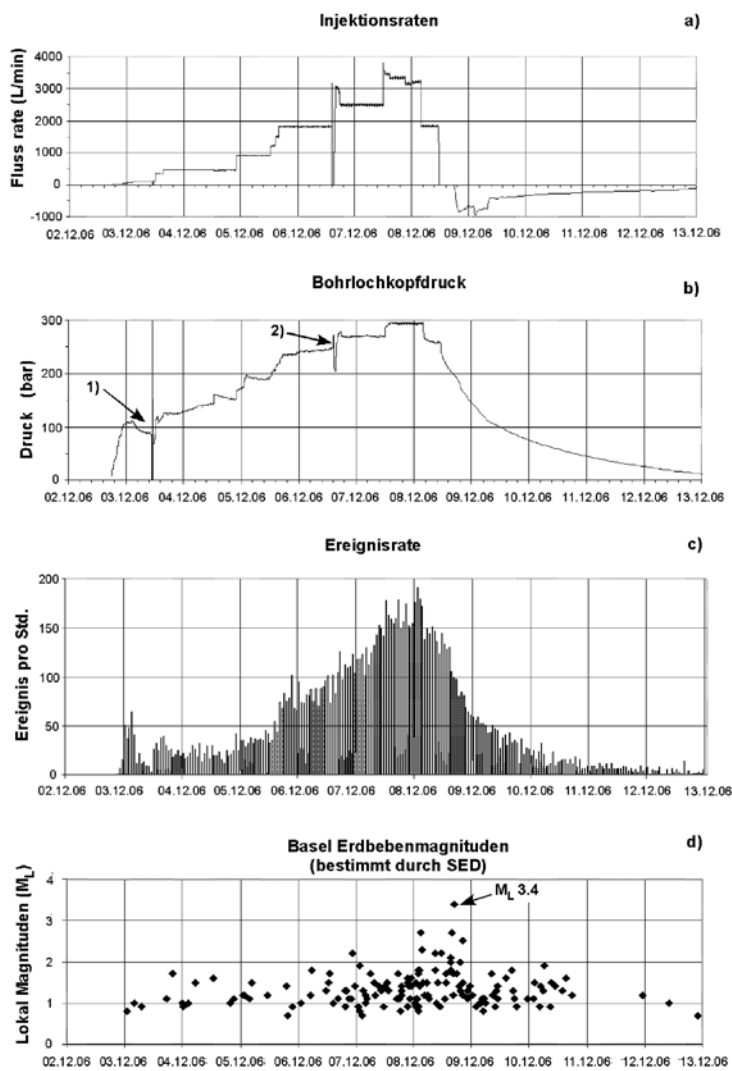 Injektionsraten
a)
Fluss rate (L/min)
4000
3000
2000
1000
0
-1000
02.12.06 03.12.06 04.12.06 05.12.06 06.12.06 07.12.06 08.12.06 09.12.06 10.12.06 11.12.06 12.12.06 13.12.06
Bohrlochkopfdruck
b)
Druck (bar)
300
200
100
0
1)
2)
02.12.06 03.12.06 04.12.06 05.12.06 06.12.06 07.12.06 08.12.06 09.12.06 10.12.06 11.12.06 12.12.06 13.12.06
Ereignisrate
c)
Ereignis pro Std.
200
150
100
50
0
02.12.06 03.12.06 04.12.06 05.12.06 06.12.06 07.12.06 08.12.06 09.12.06 10.12.06 11.12.06 12.12.06 13.12.06
Basel Erdbebenmagnituden
d)
(bestimmt durch SED)
Lokal Magnituden (ML)
4
3
2
1
0
ML 3.4
02.12.06 03.12.06 04.12.06 05.12.06 06.12.06 07.12.06 08.12.06 09.12.06 10.12.06 11.12.06 12.12.06 13.12.06